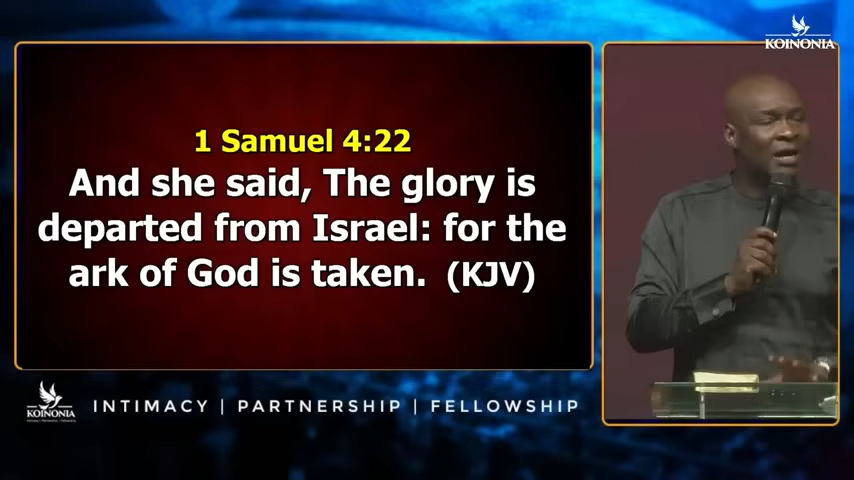 KOINONIA
1 Samuel 4:22
And she said, The glory is
departed from Israel: for the
ark of God is taken. (KJV)
KOINONIA
INTIMACY | PARTNERSHIP | FELLOWSHIP